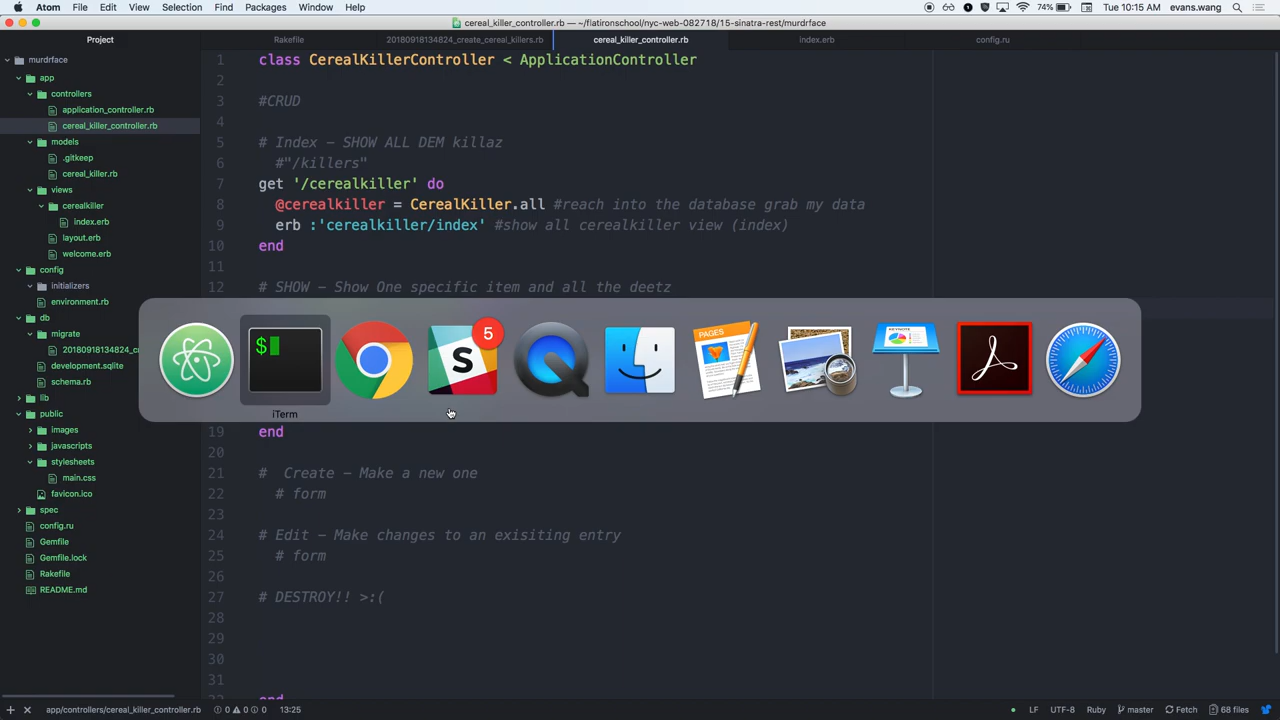 Atom File Edit View Selection Find Packages Window Help 74% Tue 10:15 AM evans.wang
cereal_killer_controller.rb — ~/flatironschool/nyc-web-082718/15-sinatra-rest/murdrface
Project
Rakefile
20180918134824_create_cereal_killers.rb
cereal_killer_controller.rb
index.erb
config.ru
murdrface
app
controllers
application_controller.rb
cereal_killer_controller.rb
models
.gitkeep
cereal_killer.rb
views
cerealkiller
index.erb
layout.erb
welcome.erb
config
initializers
environment.rb
db
migrate
20180918134824_c
development.sqlite
schema.rb
lib
public
images
javascripts
stylesheets
main.css
favicon.ico
spec
config.ru
Gemfile
Gemfile.lock
Rakefile
README.md
1 class CerealKillerController < ApplicationController
2
3 #CRUD
4
5 # Index – SHOW ALL DEM killaz
6 #"/killers"
7 get '/cerealkiller' do
8 @cerealkiller = CerealKiller.all #reach into the database grab my data
9 erb :'cerealkiller/index' #show all cerealkiller view (index)
10 end
11
12 # SHOW – Show One specific item and all the deetz
$
5
S
PAGES
iTerm
19 end
20
21 # Create – Make a new one
22 # form
23
24 # Edit – Make changes to an exisiting entry
25 # form
26
27 # DESTROY!! >:(
28
29
30
31
end
app/controllers/cereal_killer_controller.rb 0 0 0 13:25 LF UTF-8 Ruby master Fetch 68 files